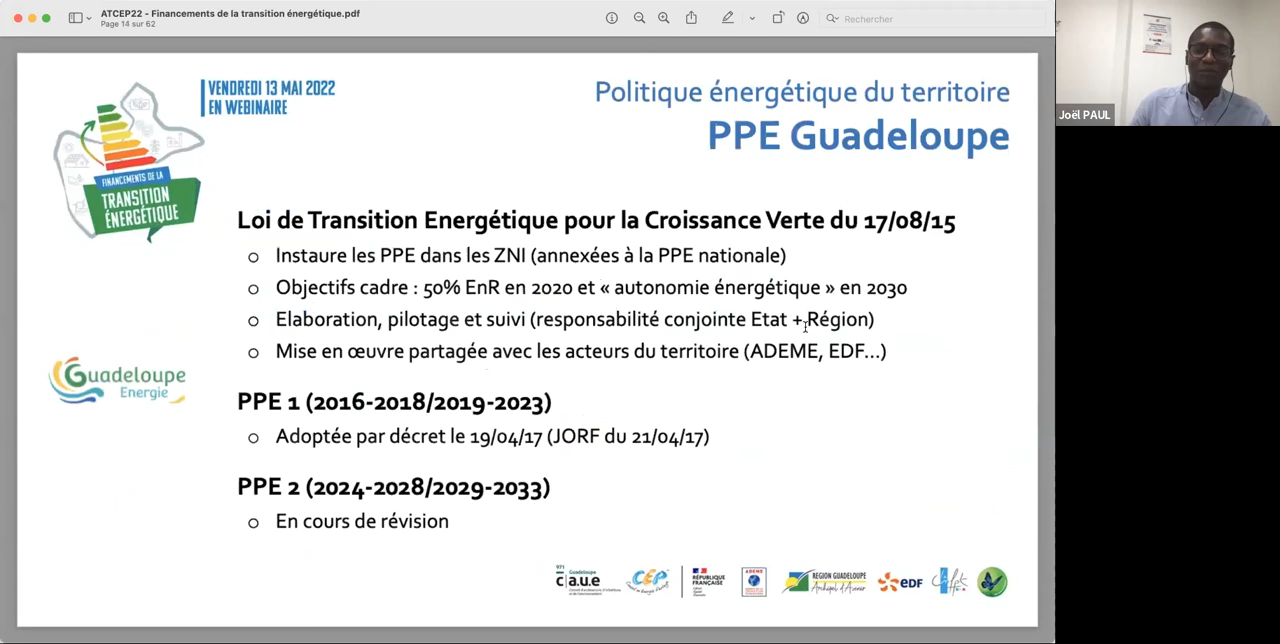 ATCEP22 - Financements de la transition énergétique.pdf
Page 14 sur 62
Rechercher
Joël PAUL
VENDREDI 13 MAI 2022
EN WEBINAIRE
FINANCEMENTS DE LA
TRANSITION
ÉNERGÉTIQUE
Politique énergétique du territoire
PPE Guadeloupe
Loi de Transition Energétique pour la Croissance Verte du 17/08/15
o Instaure les PPE dans les ZNI (annexées à la PPE nationale)
o Objectifs cadre : 50% EnR en 2020 et « autonomie énergétique » en 2030
o Elaboration, pilotage et suivi (responsabilité conjointe Etat + Région)
o Mise en œuvre partagée avec les acteurs du territoire (ADEME, EDF...)
Guadeloupe
Energie
PPE 1 (2016-2018/2019-2023)
o Adoptée par décret le 19/04/17 (JORF du 21/04/17)
PPE 2 (2024-2028/2029-2033)
o En cours de révision
Guadeloupe
c|a.u.e
CEP
RÉPUBLIQUE
FRANÇAISE
ADEME
REGION GUADELOUPE
Archipel d'Avenir
EDF